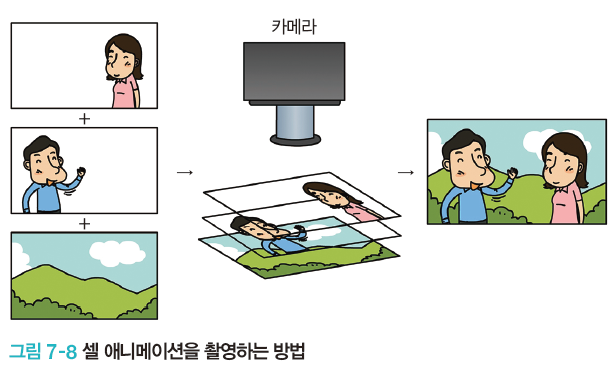 카메라
+
→
→
+
그림 7-8 셀 애니메이션을 촬영하는 방법